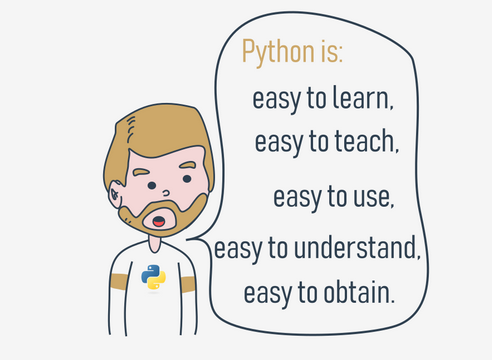 Python is:
easy to learn,
easy to teach,
easy to use,
easy to understand,
easy to obtain.